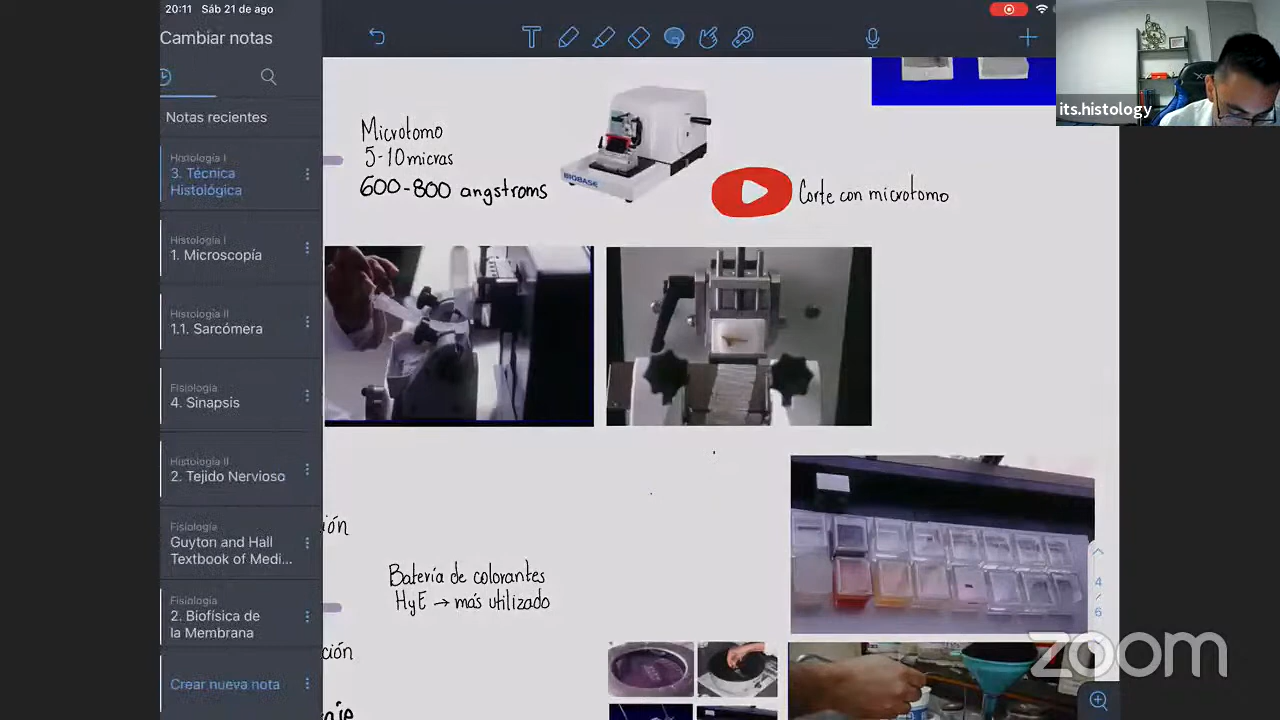 20:11 Sáb 21 de ago
Cambiar notas
Notas recientes
Histología I
3. Técnica
Histológica
Histología I
1. Microscopía
Histología II
1.1. Sarcómera
Fisiología
4. Sinapsis
Histología II
2. Tejido Nervioso
Fisiología
Guyton and Hall
Textbook of Medi...
Fisiología
2. Biofísica de
la Membrana
Crear nueva nota
T
its.histology
Microtomo
5-10 micras
600-800 angstroms
BIOBASE
Corte con microtomo
ión
Batería de colorantes
HyE → más utilizado
ción
aje
4
/
6
zoom